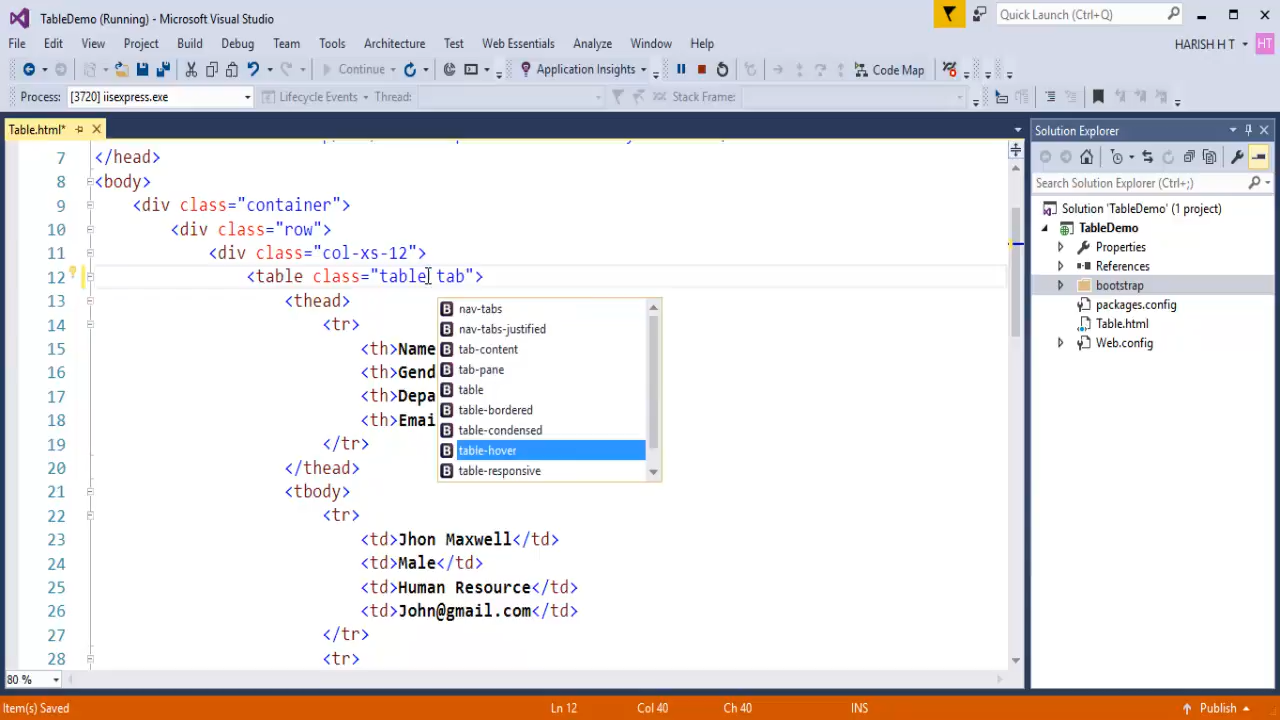 TableDemo (Running) - Microsoft Visual Studio
Quick Launch (Ctrl+Q)
File Edit View Project Build Debug Team Tools Architecture Test Web Essentials Analyze Window Help
HARISH H T HT
Continue Application Insights Code Map
Process: [3720] iisexpress.exe Lifecycle Events Thread: Stack Frame:
Table.html*
7 </head>
8 <body>
9 <div class="container">
10 <div class="row">
11 <div class="col-xs-12">
12 <table class="table tab">
13 <thead>
14 <tr>
15 <th>Name
16 <th>Gend
17 <th>Depa
18 <th>Emai
19 </tr>
20 </thead>
21 <tbody>
22 <tr>
23 <td>Jhon Maxwell</td>
24 <td>Male</td>
25 <td>Human Resource</td>
26 <td>John@gmail.com</td>
27 </tr>
28 <tr>
nav-tabs
nav-tabs-justified
tab-content
tab-pane
table
table-bordered
table-condensed
table-hover
table-responsive
Solution Explorer
Search Solution Explorer (Ctrl+;)
Solution 'TableDemo' (1 project)
TableDemo
Properties
References
bootstrap
packages.config
Table.html
Web.config
80 %
Item(s) Saved Ln 12 Col 40 Ch 40 INS Publish